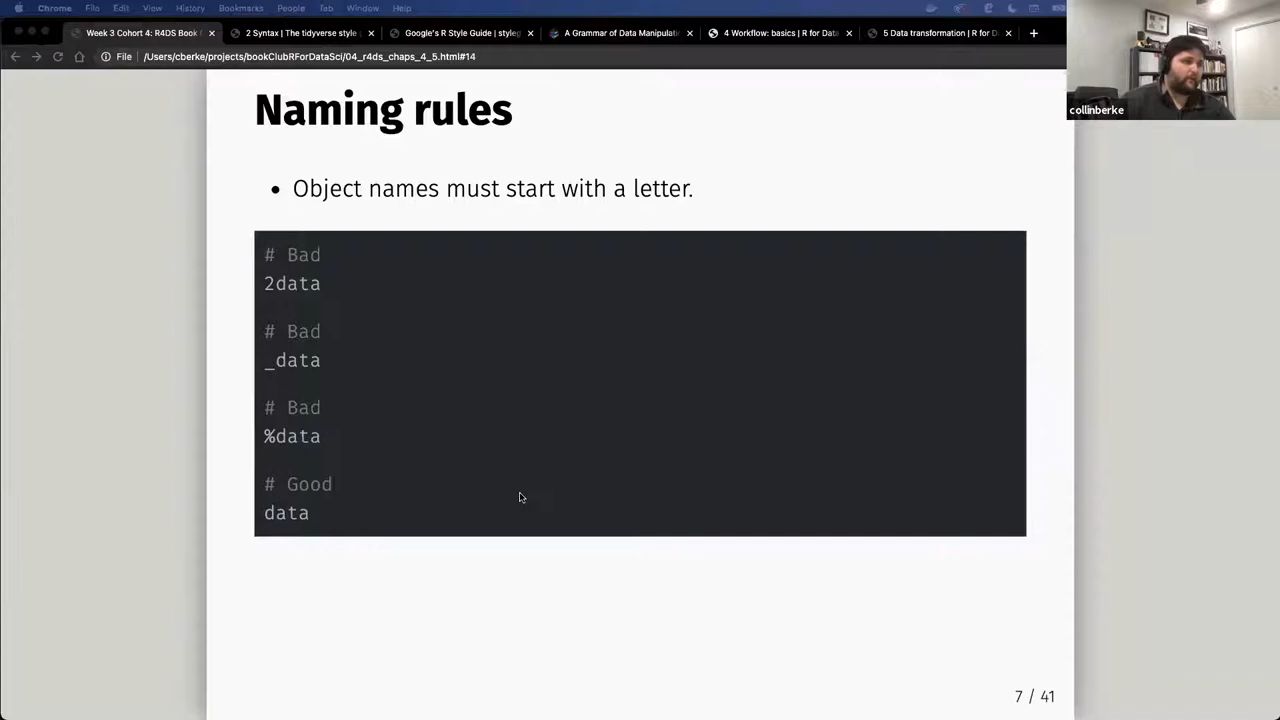 Chrome File Edit View History Bookmarks People Tab Window Help
Week 3 Cohort 4: R4DS Book
2 Syntax | The tidyverse style
Google's R Style Guide | styleg
A Grammar of Data Manipulati
4 Workflow: basics | R for Data
5 Data transformation | R for D
File /Users/cberke/projects/bookClubRForDataSci/04_r4ds_chaps_4_5.html#14
collinberke
Naming rules
• Object names must start with a letter.
# Bad
2data
# Bad
_data
# Bad
%data
# Good
data
7 / 41